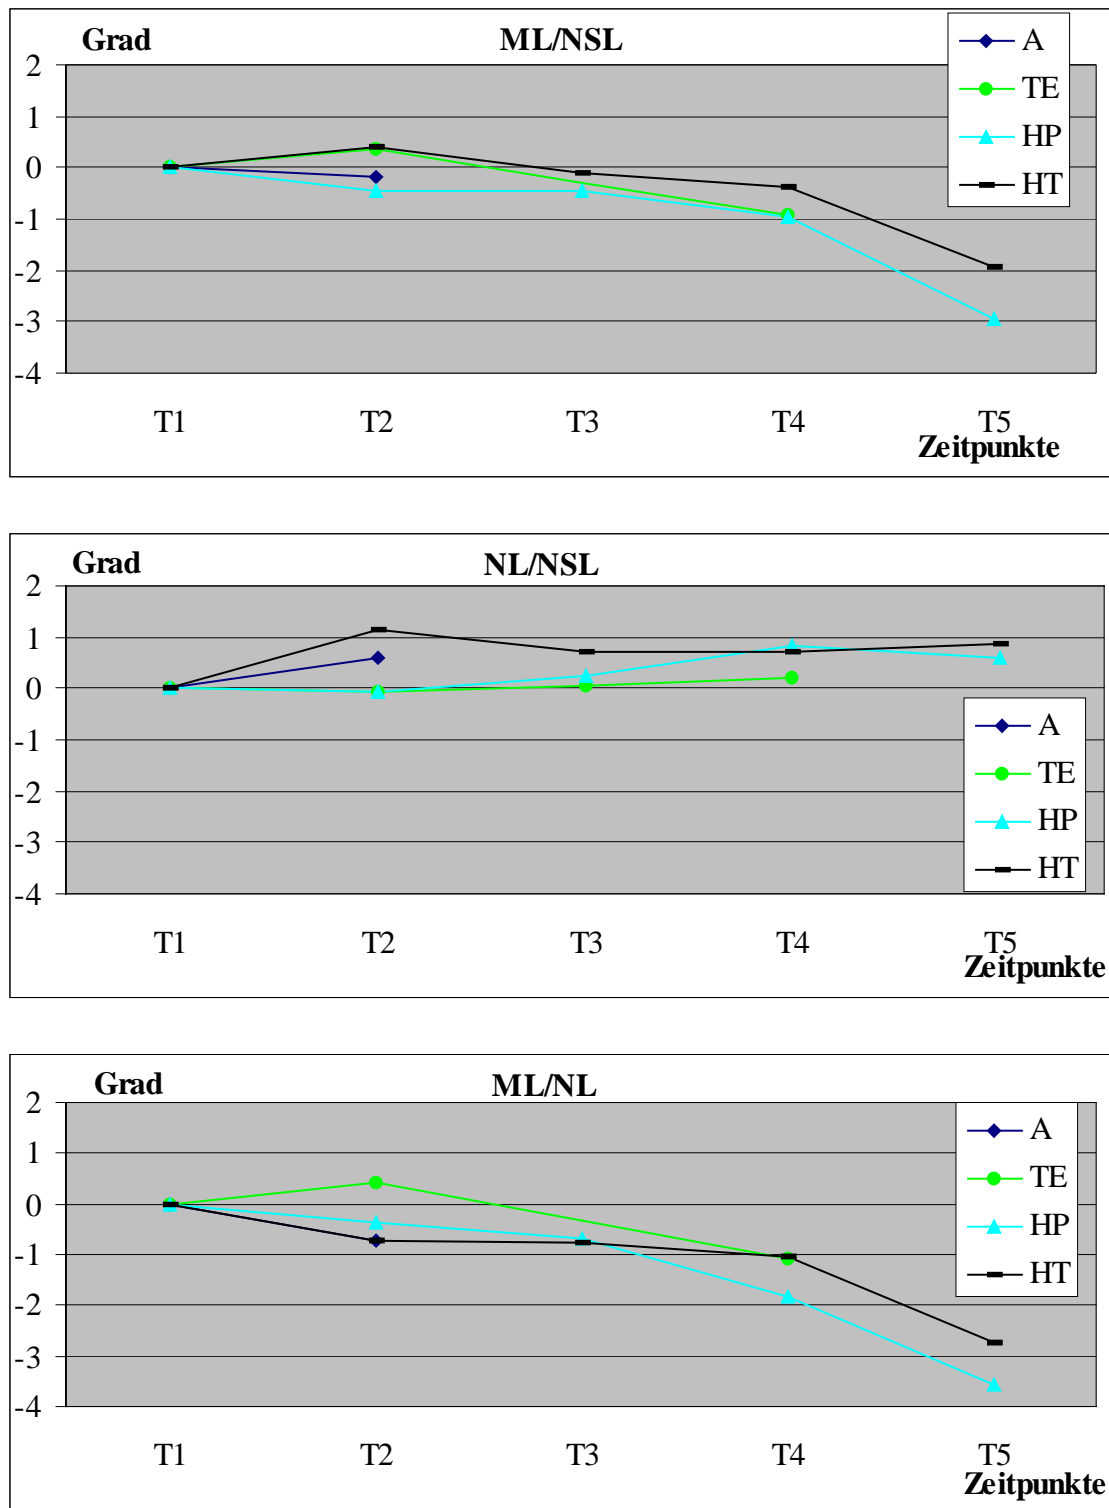 Grad ML/NSL
A
TE
HP
HT
2
1
0
-1
-2
-3
-4
T1 T2 T3 T4 T5
Zeitpunkte
Grad NL/NSL
2
1
0
-1
-2
-3
-4
A
TE
HP
HT
T1 T2 T3 T4 T5
Zeitpunkte
Grad ML/NL
2
1
0
-1
-2
-3
-4
A
TE
HP
HT
T1 T2 T3 T4 T5
Zeitpunkte